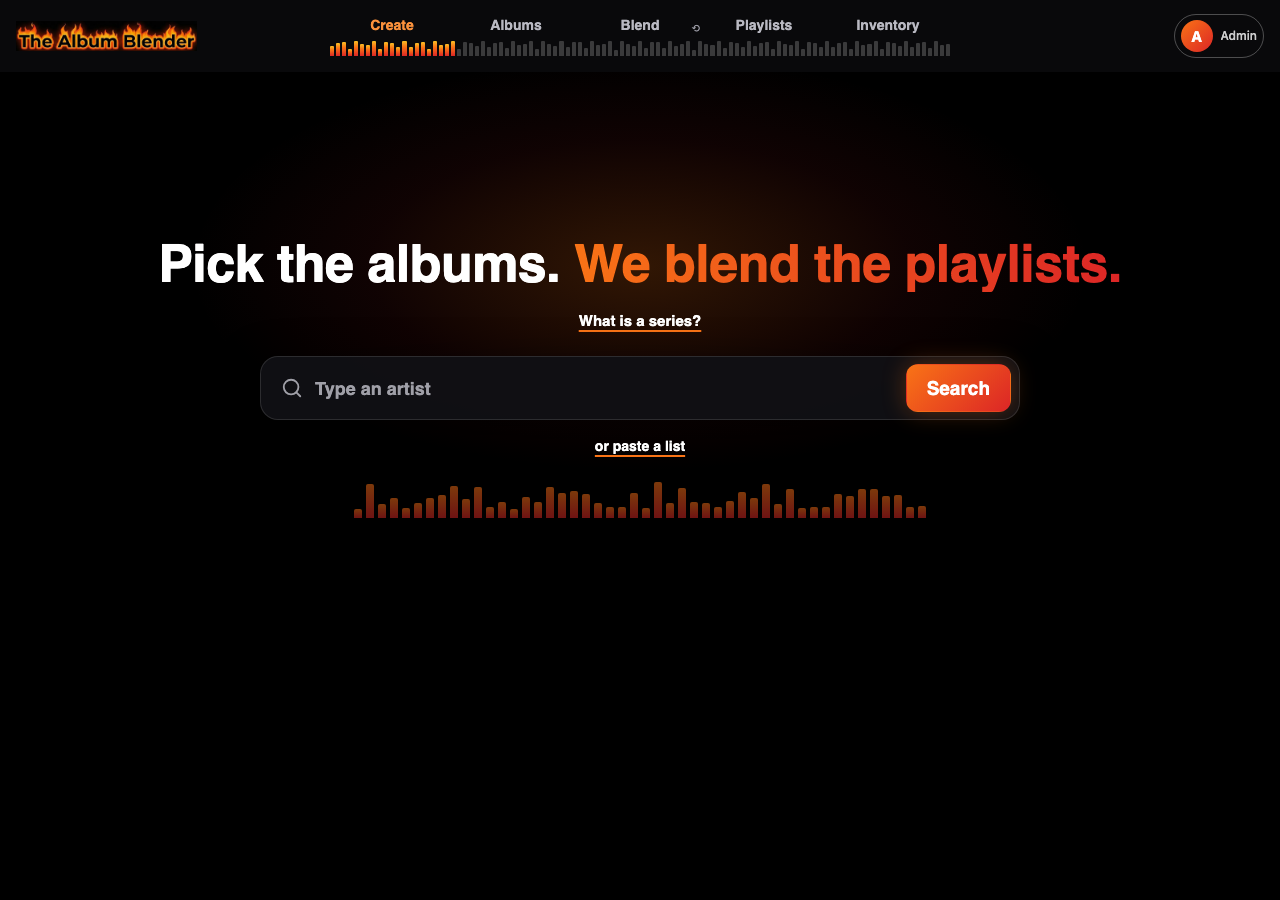 The Album Blender
Create
Albums
Blend
⟲
Playlists
Inventory
A
Admin
Pick the albums. We blend the playlists.
What is a series?
Type an artist
Search
or paste a list